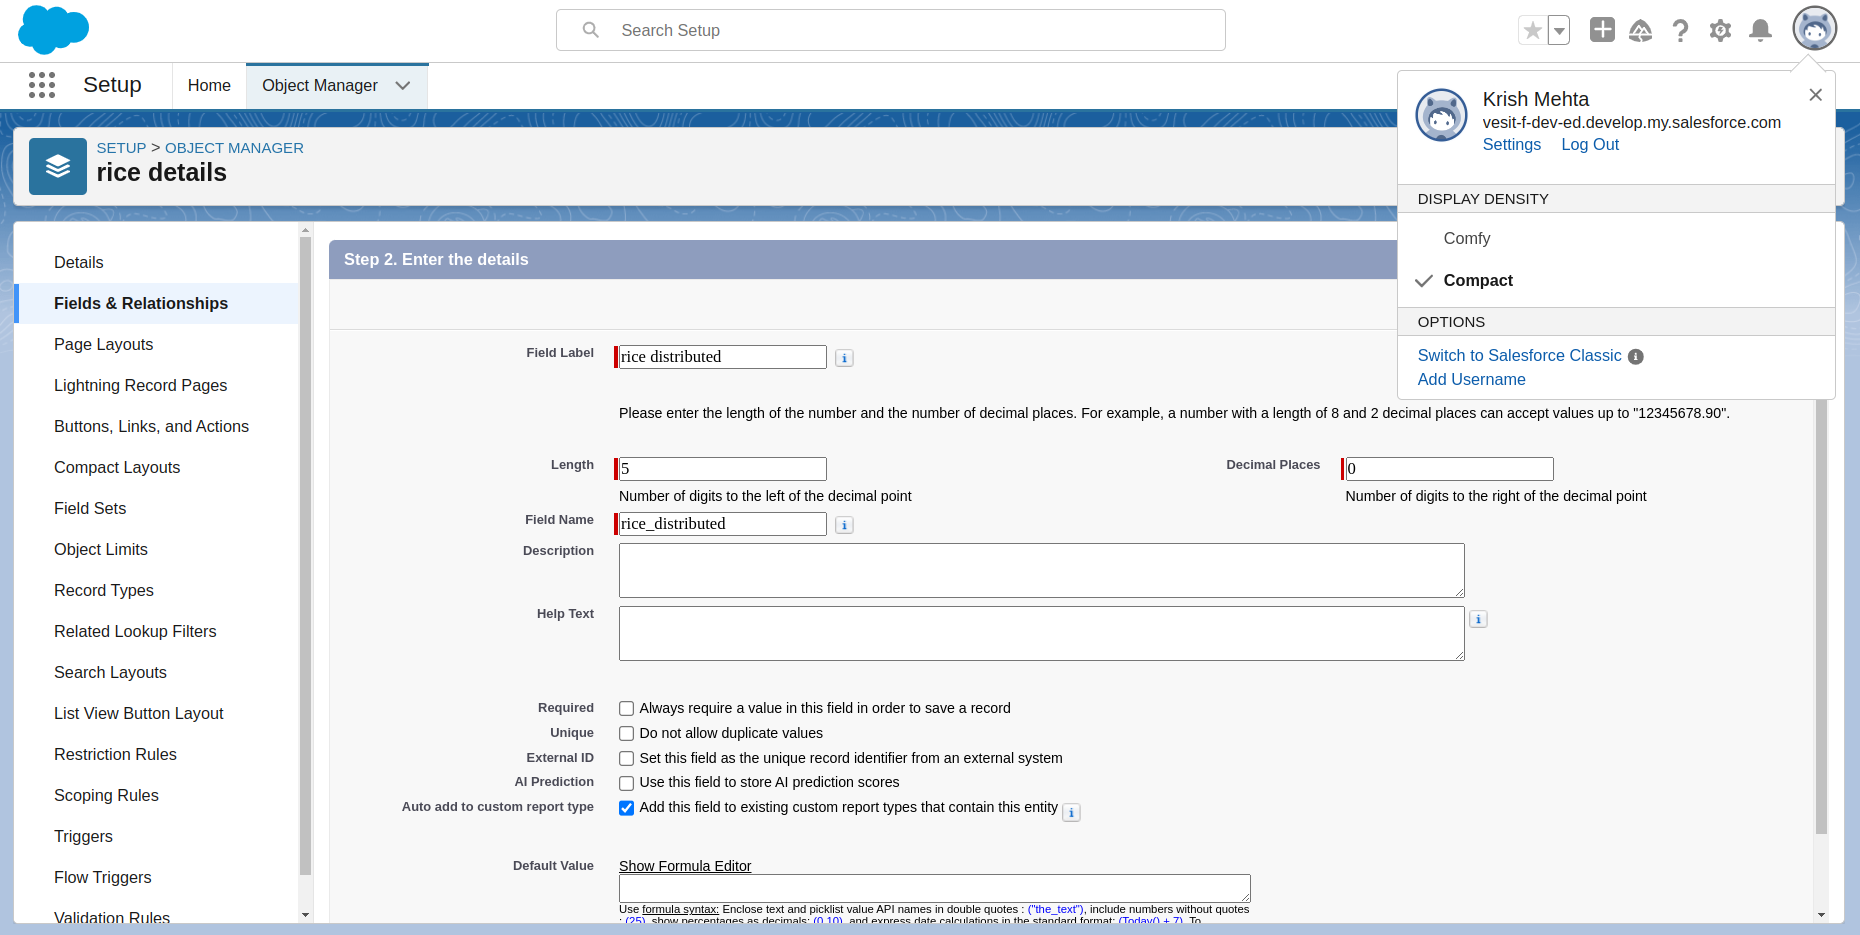 Search Setup
Setup
Home
Object Manager
Krish Mehta
vesit-f-dev-ed.develop.my.salesforce.com
Settings Log Out
DISPLAY DENSITY
Comfy
Compact
OPTIONS
Switch to Salesforce Classic
Add Username
SETUP > OBJECT MANAGER
rice details
Details
Fields & Relationships
Page Layouts
Lightning Record Pages
Buttons, Links, and Actions
Compact Layouts
Field Sets
Object Limits
Record Types
Related Lookup Filters
Search Layouts
List View Button Layout
Restriction Rules
Scoping Rules
Triggers
Flow Triggers
Validation Rules
Step 2. Enter the details
Field Label rice distributed
Please enter the length of the number and the number of decimal places. For example, a number with a length of 8 and 2 decimal places can accept values up to "12345678.90".
Length 5 Decimal Places 0
Number of digits to the left of the decimal point Number of digits to the right of the decimal point
Field Name rice_distributed
Description
Help Text
Required Always require a value in this field in order to save a record
Unique Do not allow duplicate values
External ID Set this field as the unique record identifier from an external system
AI Prediction Use this field to store AI prediction scores
Auto add to custom report type Add this field to existing custom report types that contain this entity
Default Value Show Formula Editor
Use formula syntax: Enclose text and picklist value API names in double quotes : ("the_text"), include numbers without quotes
: (25), show percentages as decimals: (0.10), and express date calculations in the standard format: (Today() + 7). To